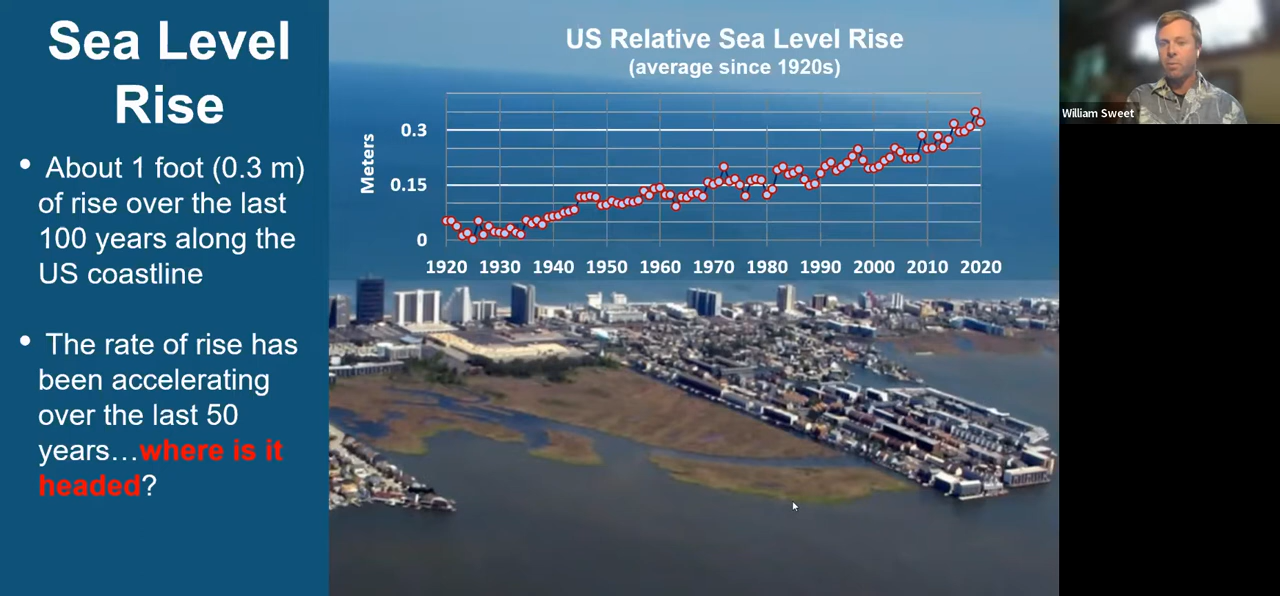 Sea Level
Rise
• About 1 foot (0.3 m)
of rise over the last
100 years along the
US coastline
• The rate of rise has
been accelerating
over the last 50
years…where is it
headed?
US Relative Sea Level Rise
(average since 1920s)
Meters
0.3
0.15
0
1920 1930 1940 1950 1960 1970 1980 1990 2000 2010 2020
William Sweet